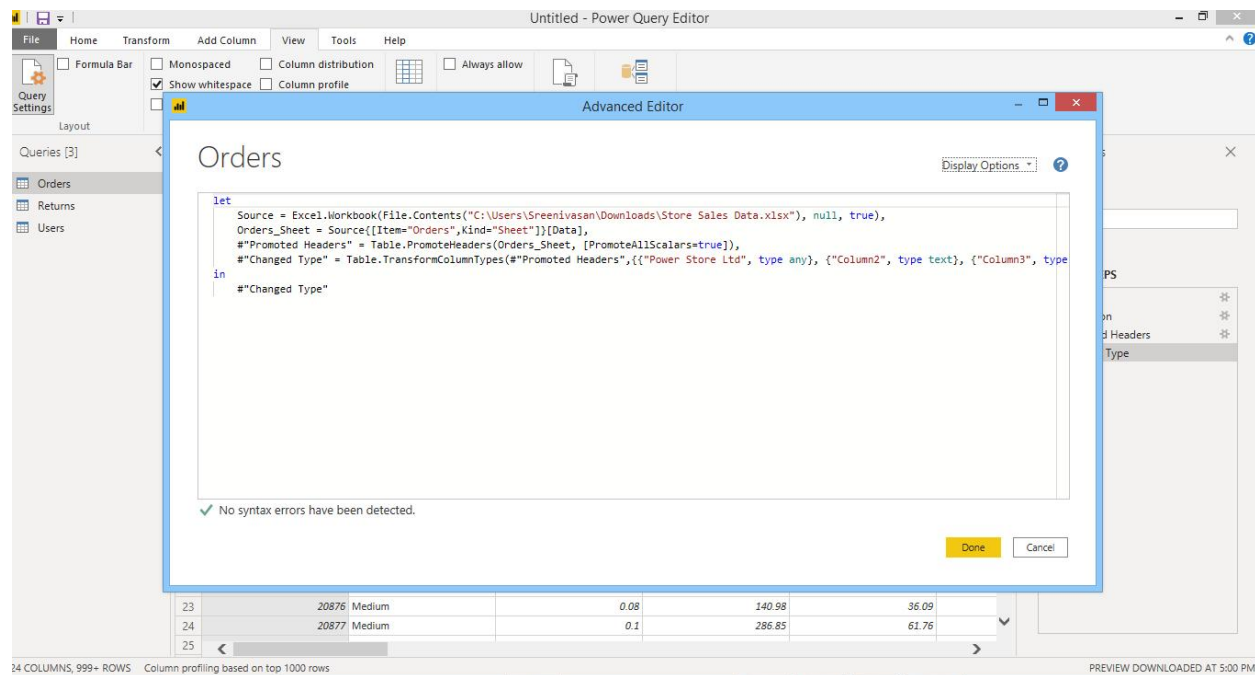 Untitled - Power Query Editor
File Home Transform Add Column View Tools Help
Formula Bar Monospaced Column distribution Always allow
Show whitespace Column profile
Query
Settings
Layout
Advanced Editor
Queries [3]
Orders
Returns
Users
Orders
Display Options
let
Source = Excel.Workbook(File.Contents("C:\Users\Sreenivasan\Downloads\Store Sales Data.xlsx"), null, true),
Orders_Sheet = Source{[Item="Orders",Kind="Sheet"]}[Data],
#"Promoted Headers" = Table.PromoteHeaders(Orders_Sheet, [PromoteAllScalars=true]),
#"Changed Type" = Table.TransformColumnTypes(#"Promoted Headers",{{"Power Store Ltd", type any}, {"Column2", type text}, {"Column3", type
in
#"Changed Type"
No syntax errors have been detected.
Done Cancel
PS
on
d Headers
Type
23 20876 Medium 0.08 140.98 36.09
24 20877 Medium 0.1 286.85 61.76
25
24 COLUMNS, 999+ ROWS Column profiling based on top 1000 rows PREVIEW DOWNLOADED AT 5:00 PM